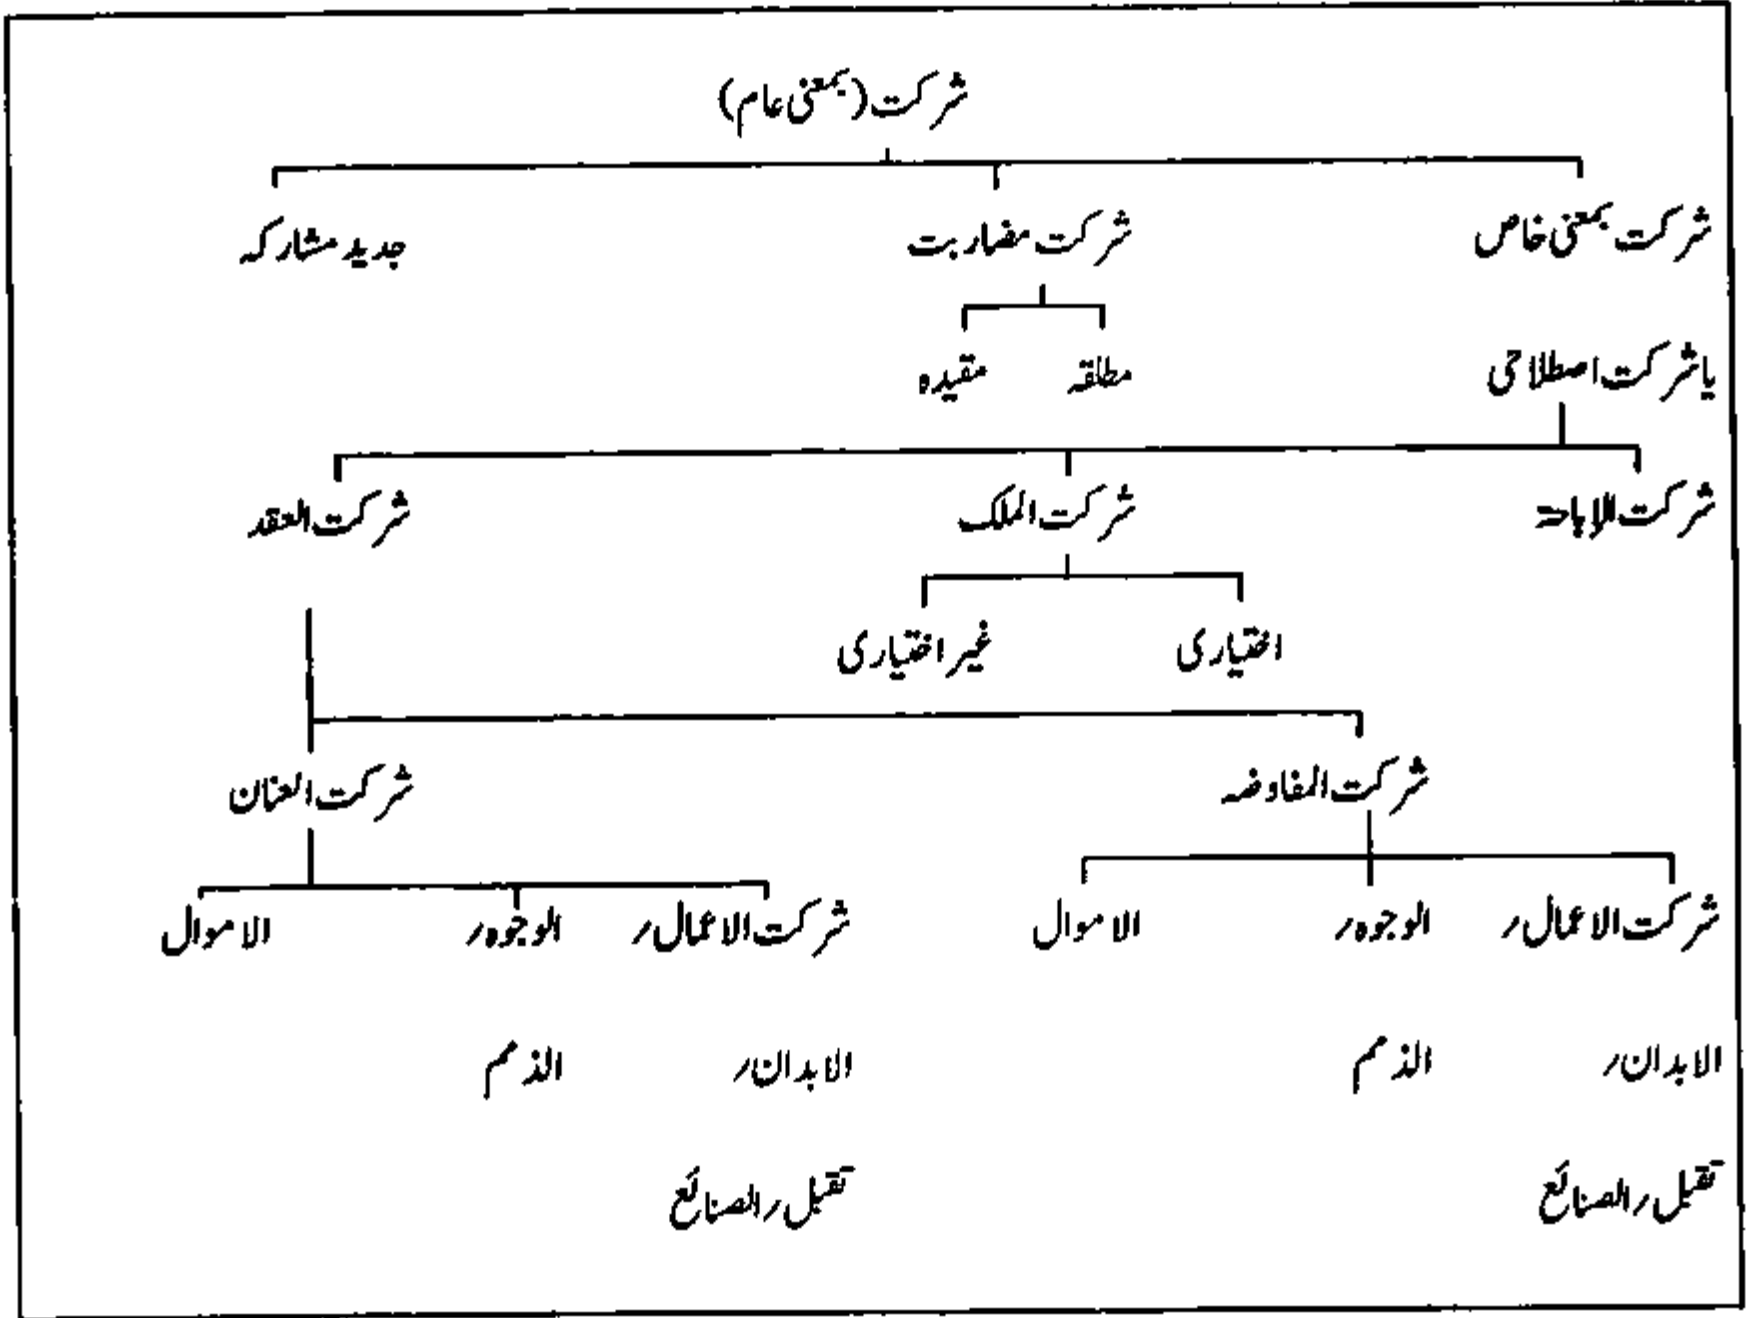 شرکت (بمعنی عام)
شرکت بمعنی خاص شرکت مضاربت جدید مشارکہ
یا شرکت اصطلاحی مطلقہ مقیدہ
شرکت الاباحۃ شرکت الملک شرکت العقد
اختیاری غیر اختیاری
شرکت المفاوضہ شرکت العنان
شرکت الاعمال/ الوجوہ/ الاموال شرکت الاعمال/ الوجوہ/ الاموال
الابدان/ الذمم الابدان/ الذمم
تقبل/الصنائع تقبل/الصنائع